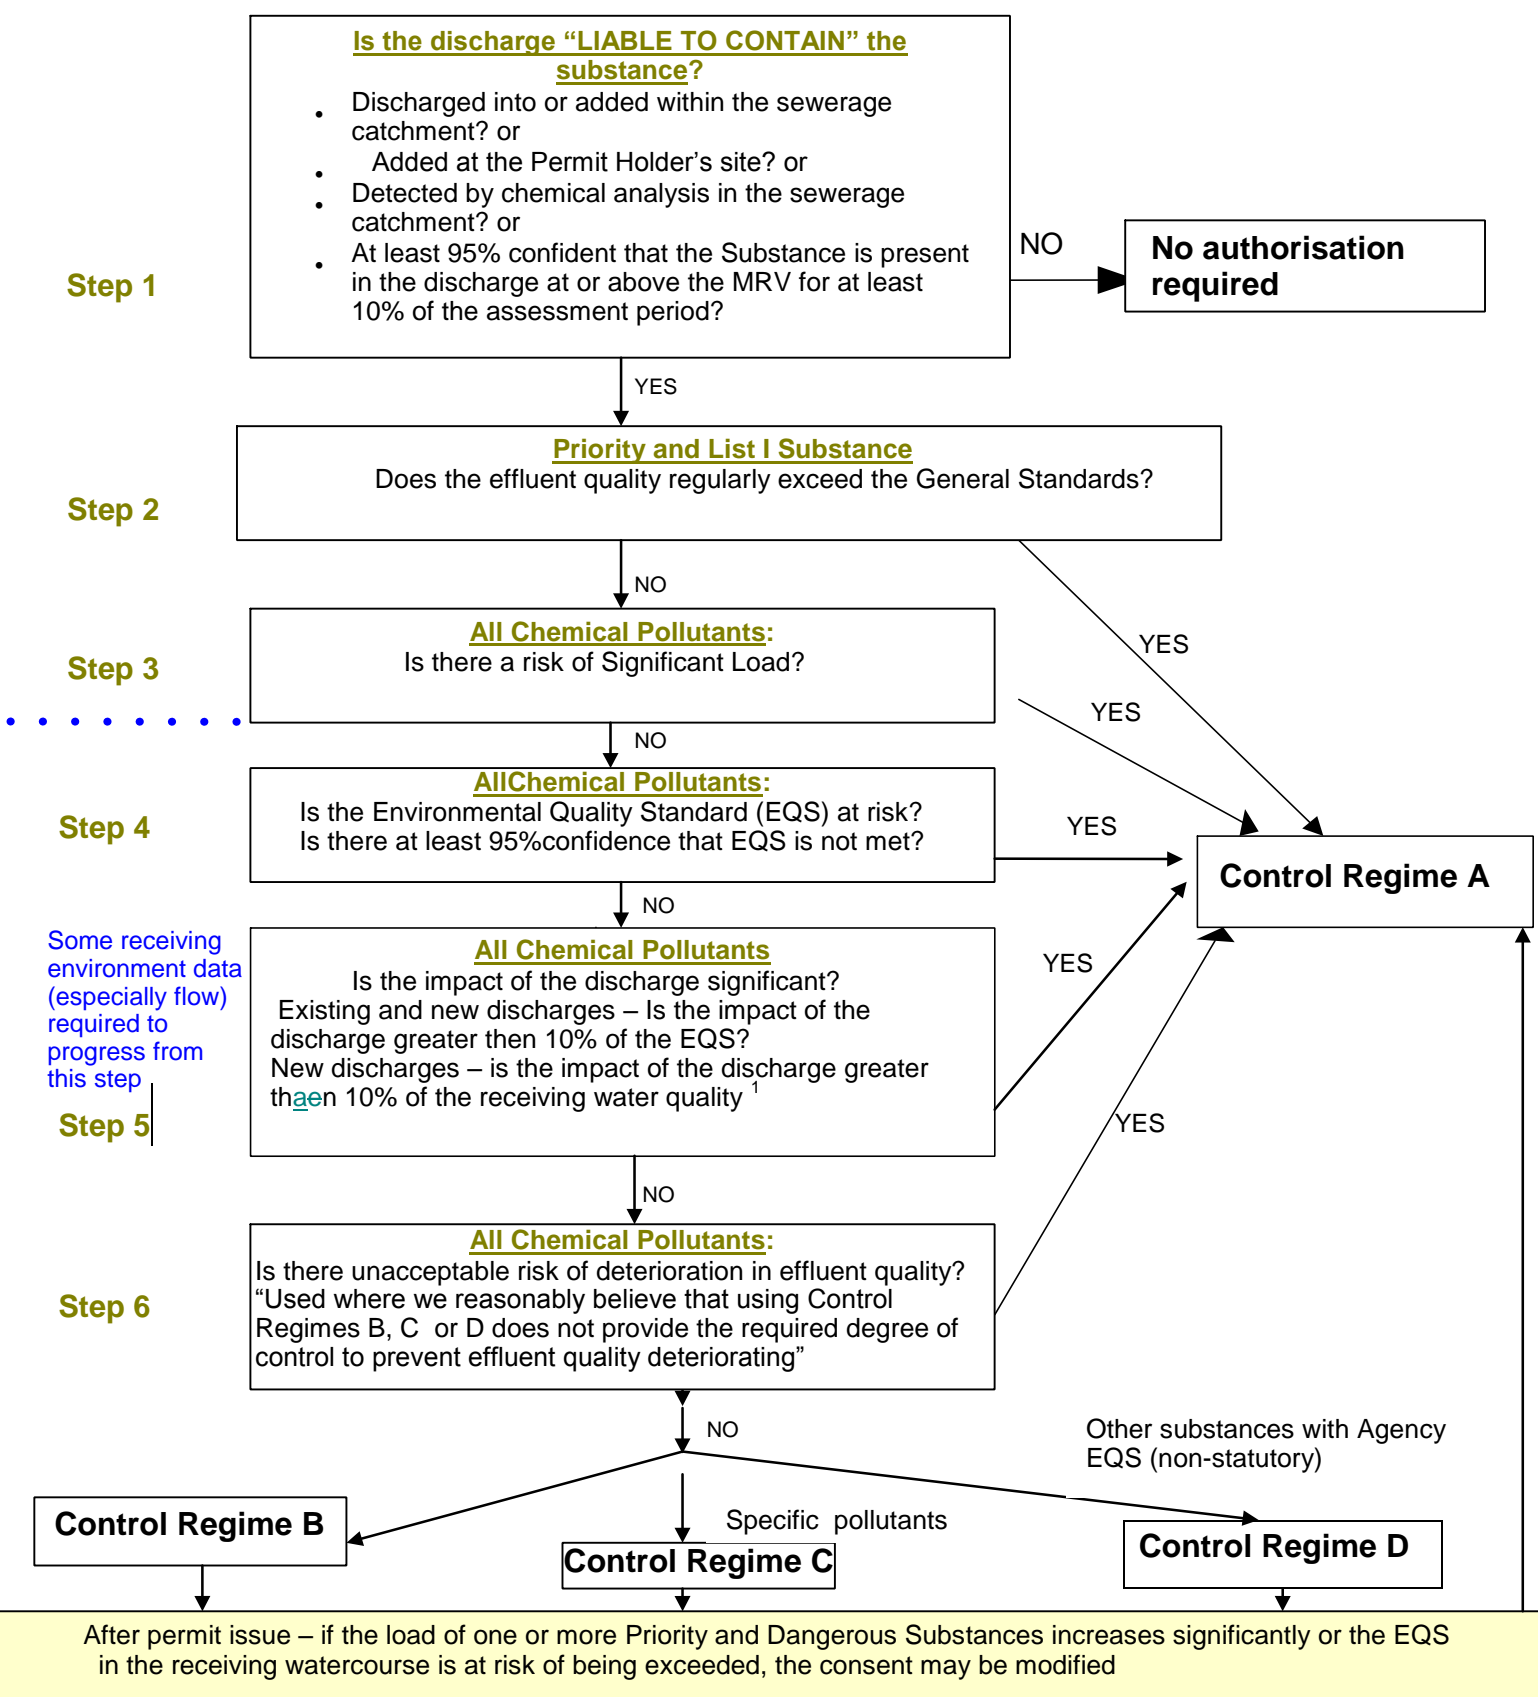 Is the discharge “LIABLE TO CONTAIN” the
substance?
• Discharged into or added within the sewerage
catchment? or
• Added at the Permit Holder’s site? or
• Detected by chemical analysis in the sewerage
catchment? or
• At least 95% confident that the Substance is present
in the discharge at or above the MRV for at least
10% of the assessment period?
Step 1
NO
No authorisation
required
YES
Priority and List I Substance
Does the effluent quality regularly exceed the General Standards?
Step 2
NO
YES
All Chemical Pollutants:
Is there a risk of Significant Load?
Step 3
YES
NO
AllChemical Pollutants:
Is the Environmental Quality Standard (EQS) at risk?
Is there at least 95%confidence that EQS is not met?
Step 4
YES
Control Regime A
NO
Some receiving
environment data
(especially flow)
required to
progress from
this step
Step 5
All Chemical Pollutants
Is the impact of the discharge significant?
Existing and new discharges – Is the impact of the
discharge greater then 10% of the EQS?
New discharges – is the impact of the discharge greater
thaen 10% of the receiving water quality 1
YES
YES
NO
All Chemical Pollutants:
Is there unacceptable risk of deterioration in effluent quality?
“Used where we reasonably believe that using Control
Regimes B, C or D does not provide the required degree of
control to prevent effluent quality deteriorating”
Step 6
NO
Other substances with Agency
EQS (non-statutory)
Control Regime B
Specific pollutants
Control Regime C
Control Regime D
After permit issue – if the load of one or more Priority and Dangerous Substances increases significantly or the EQS
in the receiving watercourse is at risk of being exceeded, the consent may be modified